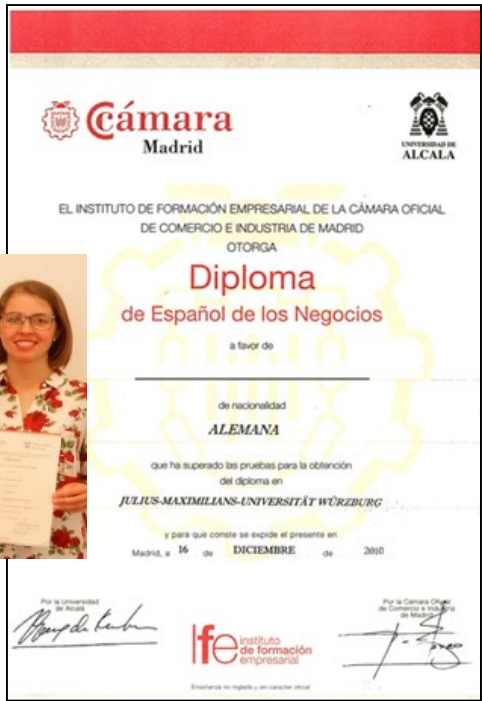 Cámara
Madrid
UNIVERSIDAD DE
ALCALA
EL INSTITUTO DE FORMACIÓN EMPRESARIAL DE LA CÁMARA OFICIAL
DE COMERCIO E INDUSTRIA DE MADRID
OTORGA
Diploma
de Español de los Negocios
a favor de
de nacionalidad
ALEMANA
que ha superado las pruebas para la obtención
del diploma en
JULIUS-MAXIMILIANS-UNIVERSITÄT WÜRZBURG
y para que conste se expide el presente en
Madrid, a 16 de DICIEMBRE de 2010
Por la Universidad
de Alcalá
Por la Cámara Oficial
de Comercio e Industria
de Madrid
Ife instituto
de formación
empresarial
Enseñanza no reglada y sin carácter oficial